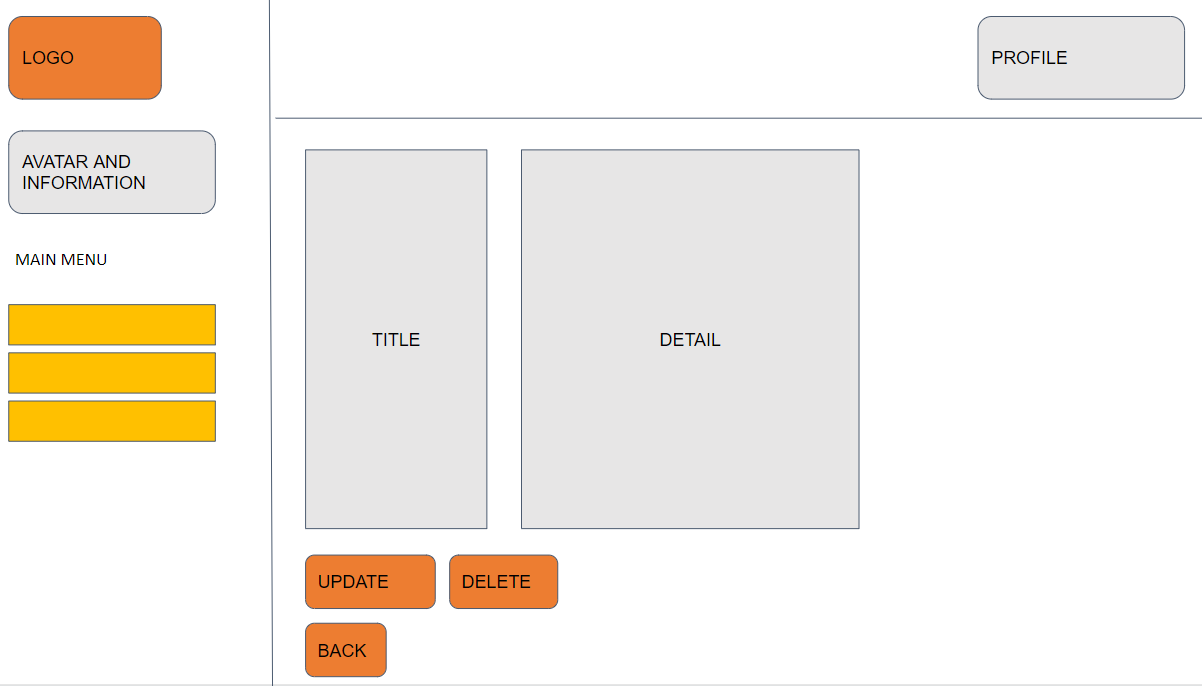 LOGO
PROFILE
AVATAR AND
INFORMATION
MAIN MENU
TITLE
DETAIL
UPDATE
DELETE
BACK